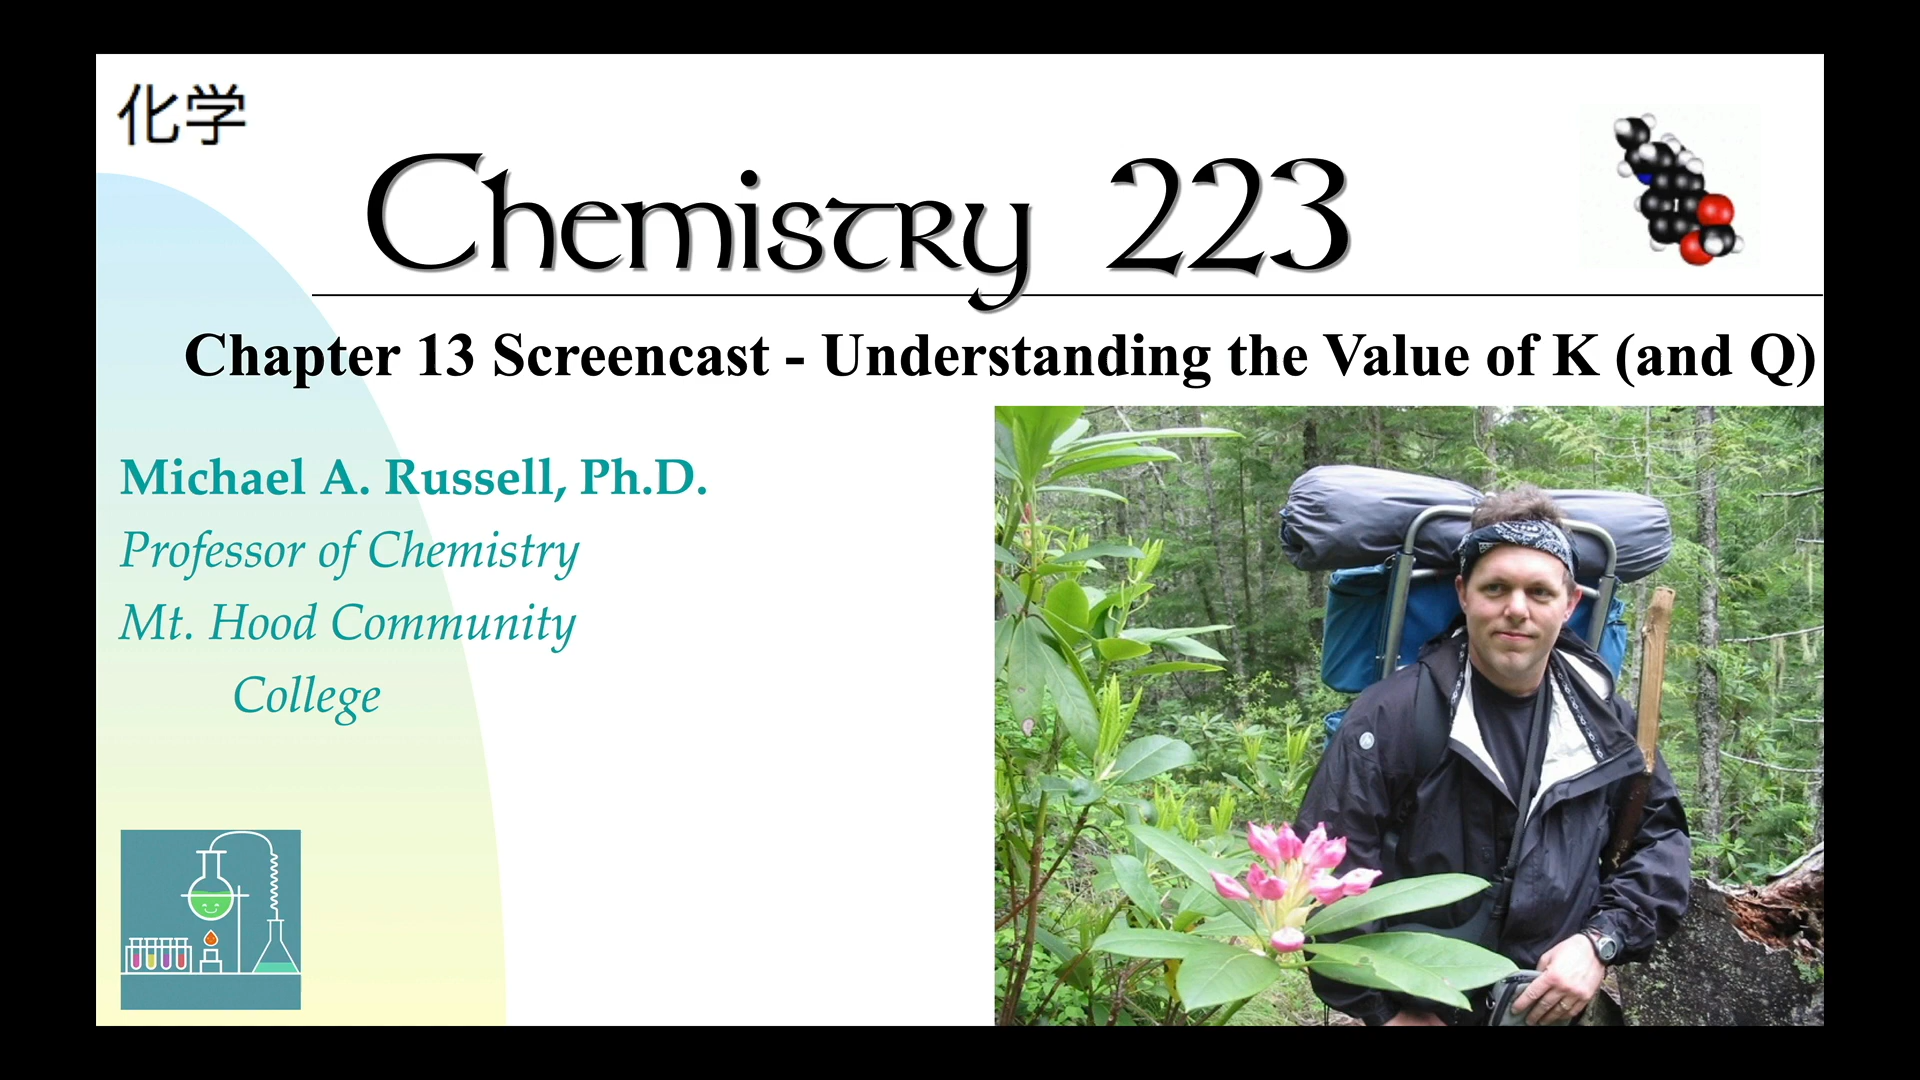 化学
Chemistry 223
Chapter 13 Screencast - Understanding the Value of K (and Q)
Michael A. Russell, Ph.D.
Professor of Chemistry
Mt. Hood Community
College